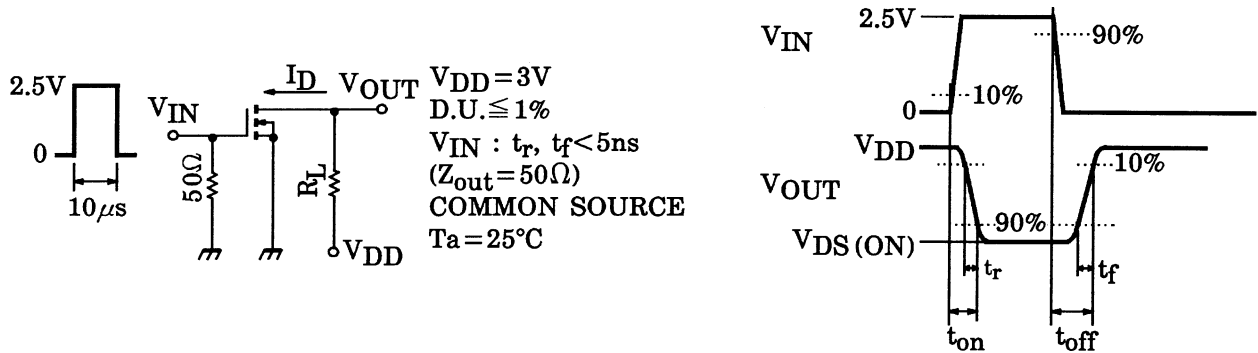 2.5V
0
10μs
VIN
50Ω
ID
VOUT
RL
VDD
VDD=3V
D.U.≦1%
VIN : tr, tf<5ns
(Zout=50Ω)
COMMON SOURCE
Ta=25°C
VIN
2.5V
90%
10%
0
VDD
10%
VOUT
90%
VDS(ON)
tr
tf
ton
toff